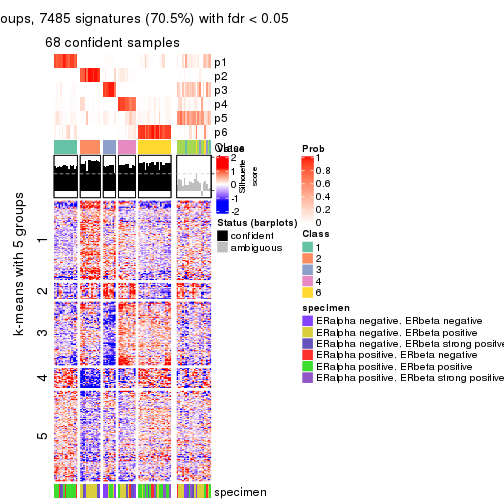 oups, 7485 signatures (70.5%) with fdr < 0.05
68 confident samples
p1
p2
p3
p4
p5
p6
Class
Value
2
1
0
-1
-2
Silhouette
score
Prob
1
0.8
0.6
0.4
0.2
0
Status (barplots)
confident
ambiguous
Class
1
2
3
4
6
specimen
ERalpha negative. ERbeta negative
ERalpha negative. ERbeta positive
ERalpha negative. ERbeta strong positive
ERalpha positive. ERbeta negative
ERalpha positive. ERbeta positive
ERalpha positive. ERbeta strong positive
k-means with 5 groups
1
2
3
4
5
specimen